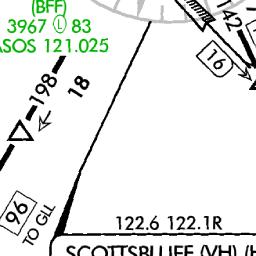 (BFF)
3967 Ⓛ 83
ASOS 121.025
198
18
16
42
96
TO GLL
122.6 122.1R
SCOTTSBLUFF (VH) (H